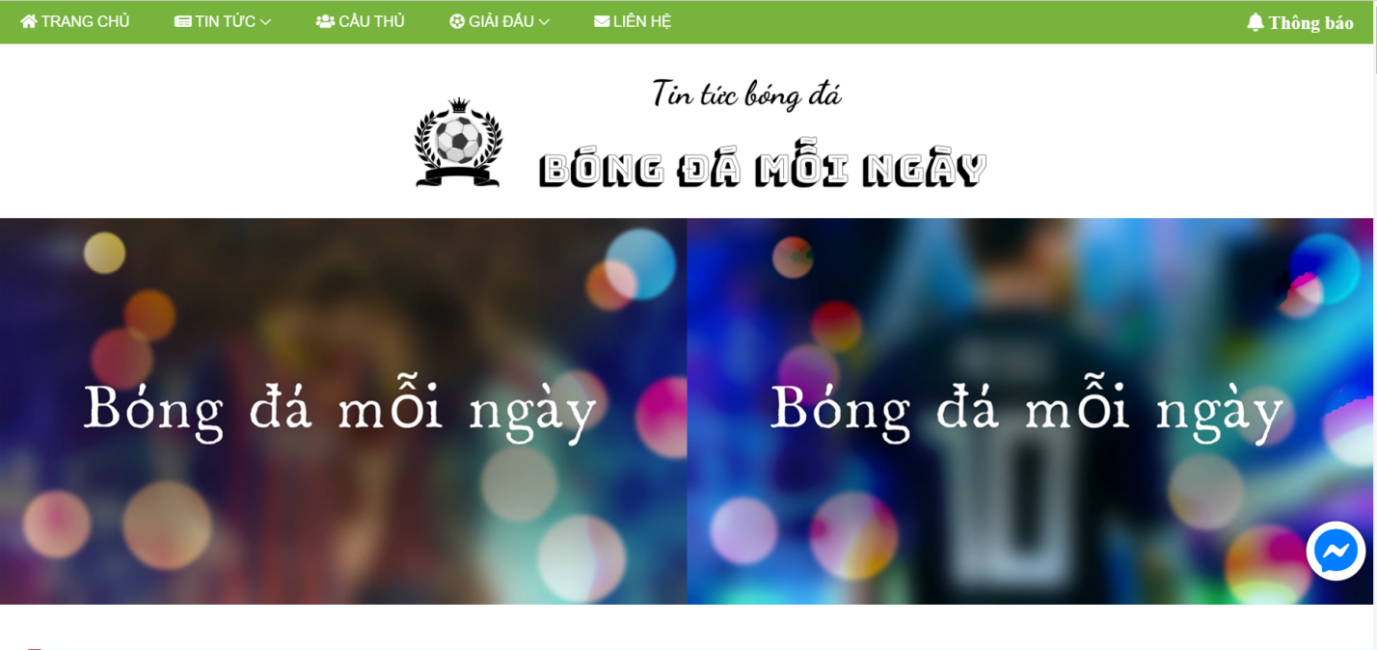 TRANG CHỦ TIN TỨC CẦU THỦ GIẢI ĐẤU LIÊN HỆ Thông báo
Tin tức bóng đá
BÓNG ĐÁ MỖI NGÀY
Bóng đá mỗi ngày Bóng đá mỗi ngày
10